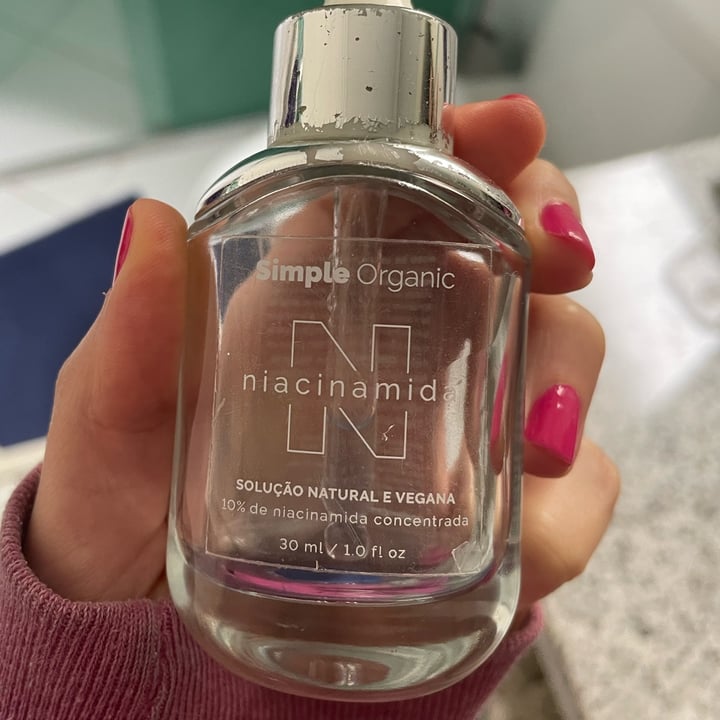 Simple Organic
N
niacinamida
SOLUÇÃO NATURAL E VEGANA
10% de niacinamida concentrada
30 ml / 1.0 fl oz